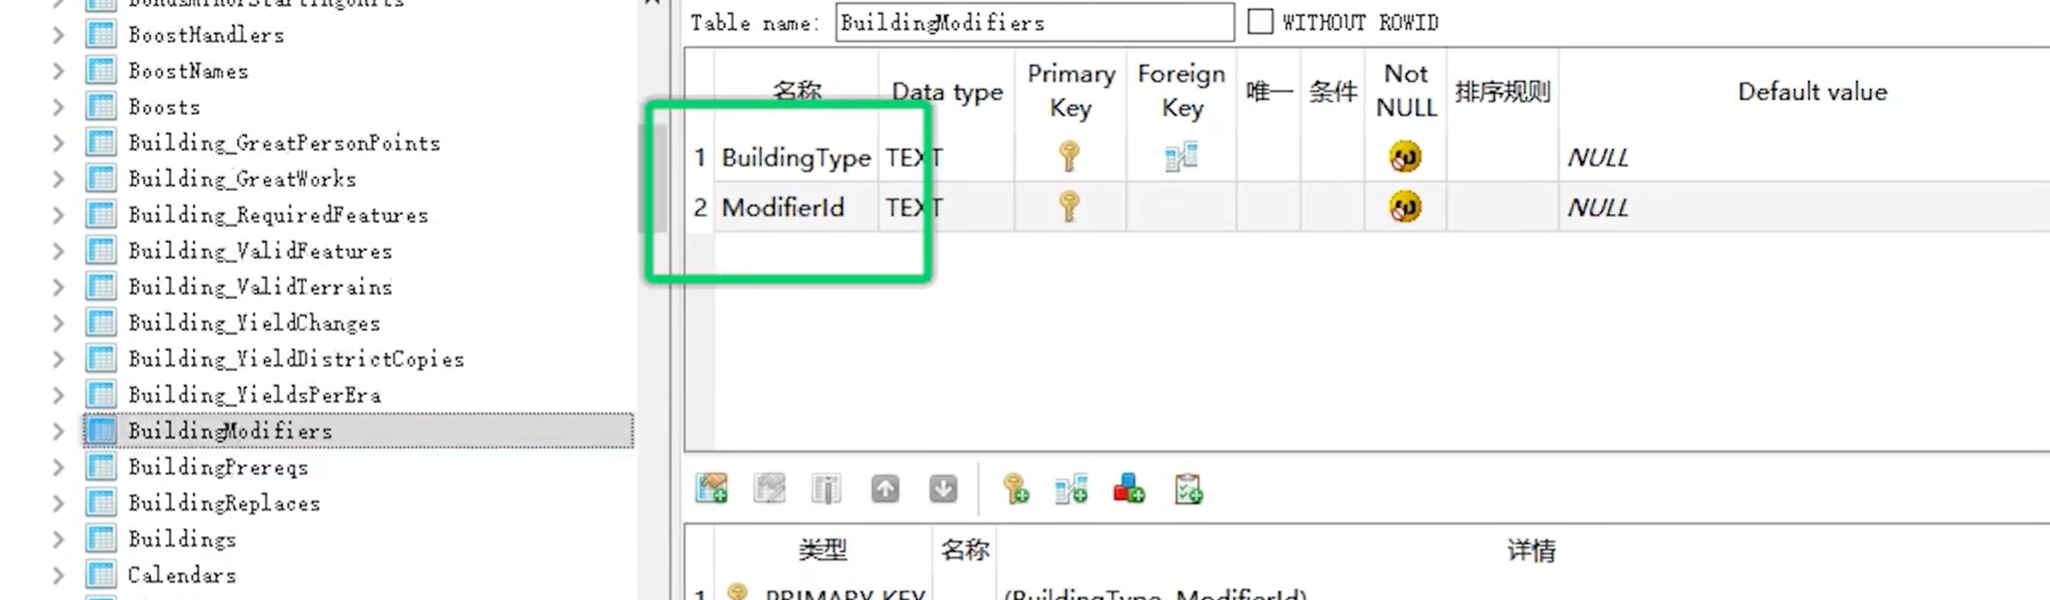 BoostHandlers
BoostNames
Boosts
Building_GreatPersonPoints
Building_GreatWorks
Building_RequiredFeatures
Building_ValidFeatures
Building_ValidTerrains
Building_YieldChanges
Building_YieldDistrictCopies
Building_YieldsPerEra
BuildingModifiers
BuildingPrereqs
BuildingReplaces
Buildings
Calendars
Table name: BuildingModifiers WITHOUT ROWID
名称 Data type Primary Key Foreign Key 唯一 条件 Not NULL 排序规则 Default value
1 BuildingType TEXT NULL
2 ModifierId TEXT NULL
类型 名称 详情
1 PRIMARY KEY (BuildingType, ModifierId)